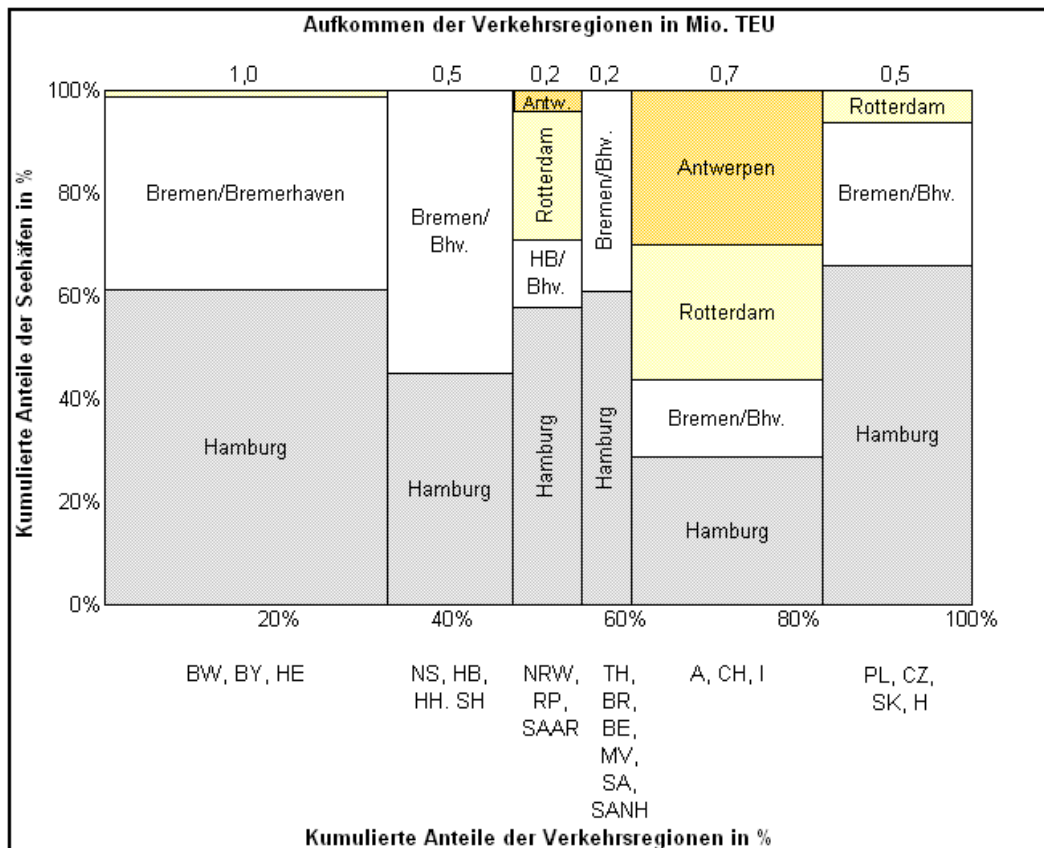 Aufkommen der Verkehrsregionen in Mio. TEU
1,0 0,5 0,2 0,2 0,7 0,5
Kumulierte Anteile der Seehäfen in %
100%
80%
60%
40%
20%
0%
Bremen/Bremerhaven
Hamburg
Bremen/
Bhv.
Hamburg
Antw.
Rotterdam
HB/
Bhv.
Hamburg
Bremen/Bhv.
Hamburg
Antwerpen
Rotterdam
Bremen/Bhv.
Hamburg
Rotterdam
Bremen/Bhv.
Hamburg
20% 40% 60% 80% 100%
BW, BY, HE
NS, HB,
HH. SH
NRW,
RP,
SAAR
TH,
BR,
BE,
MV,
SA,
SANH
A, CH, I
PL, CZ,
SK, H
Kumulierte Anteile der Verkehrsregionen in %